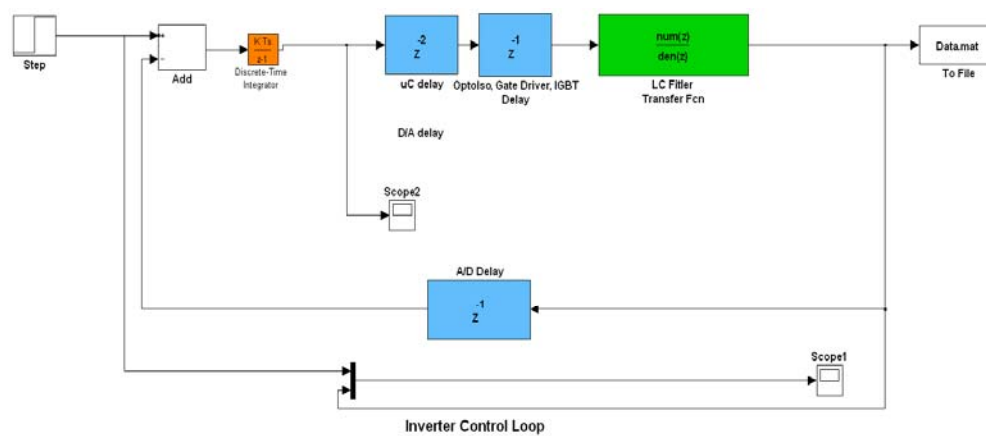 Step
+
-
Add
K Ts
z-1
Discrete-Time
Integrator
-2
Z
uC delay
-1
Z
OptoIso, Gate Driver, IGBT
Delay
num(z)
den(z)
LC Fitler
Transfer Fcn
Data.mat
To File
D/A delay
Scope2
A/D Delay
-1
Z
Scope1
Inverter Control Loop